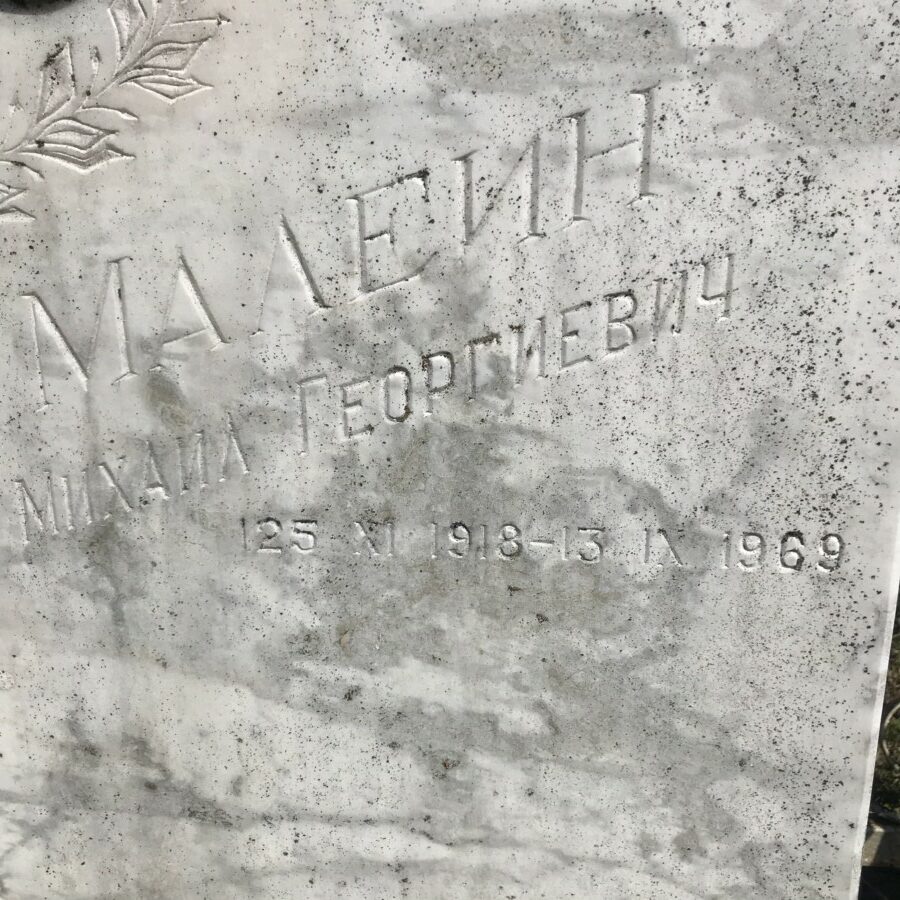 МАЛЕИН
МИХАИЛ ГЕОРГИЕВИЧ
125 XI 1918-13 IX 1969